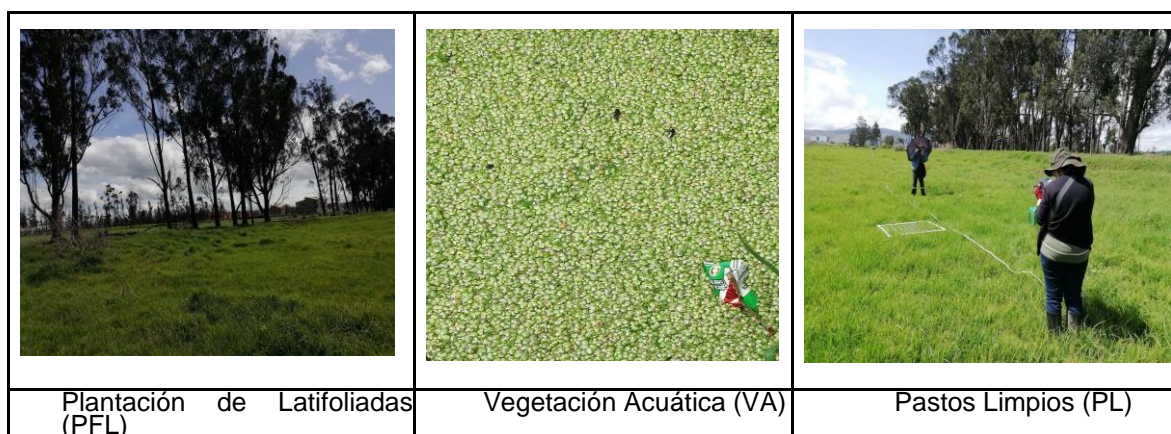 Plantación de Latifoliadas
(PFL)
Vegetación Acuática (VA)
Pastos Limpios (PL)